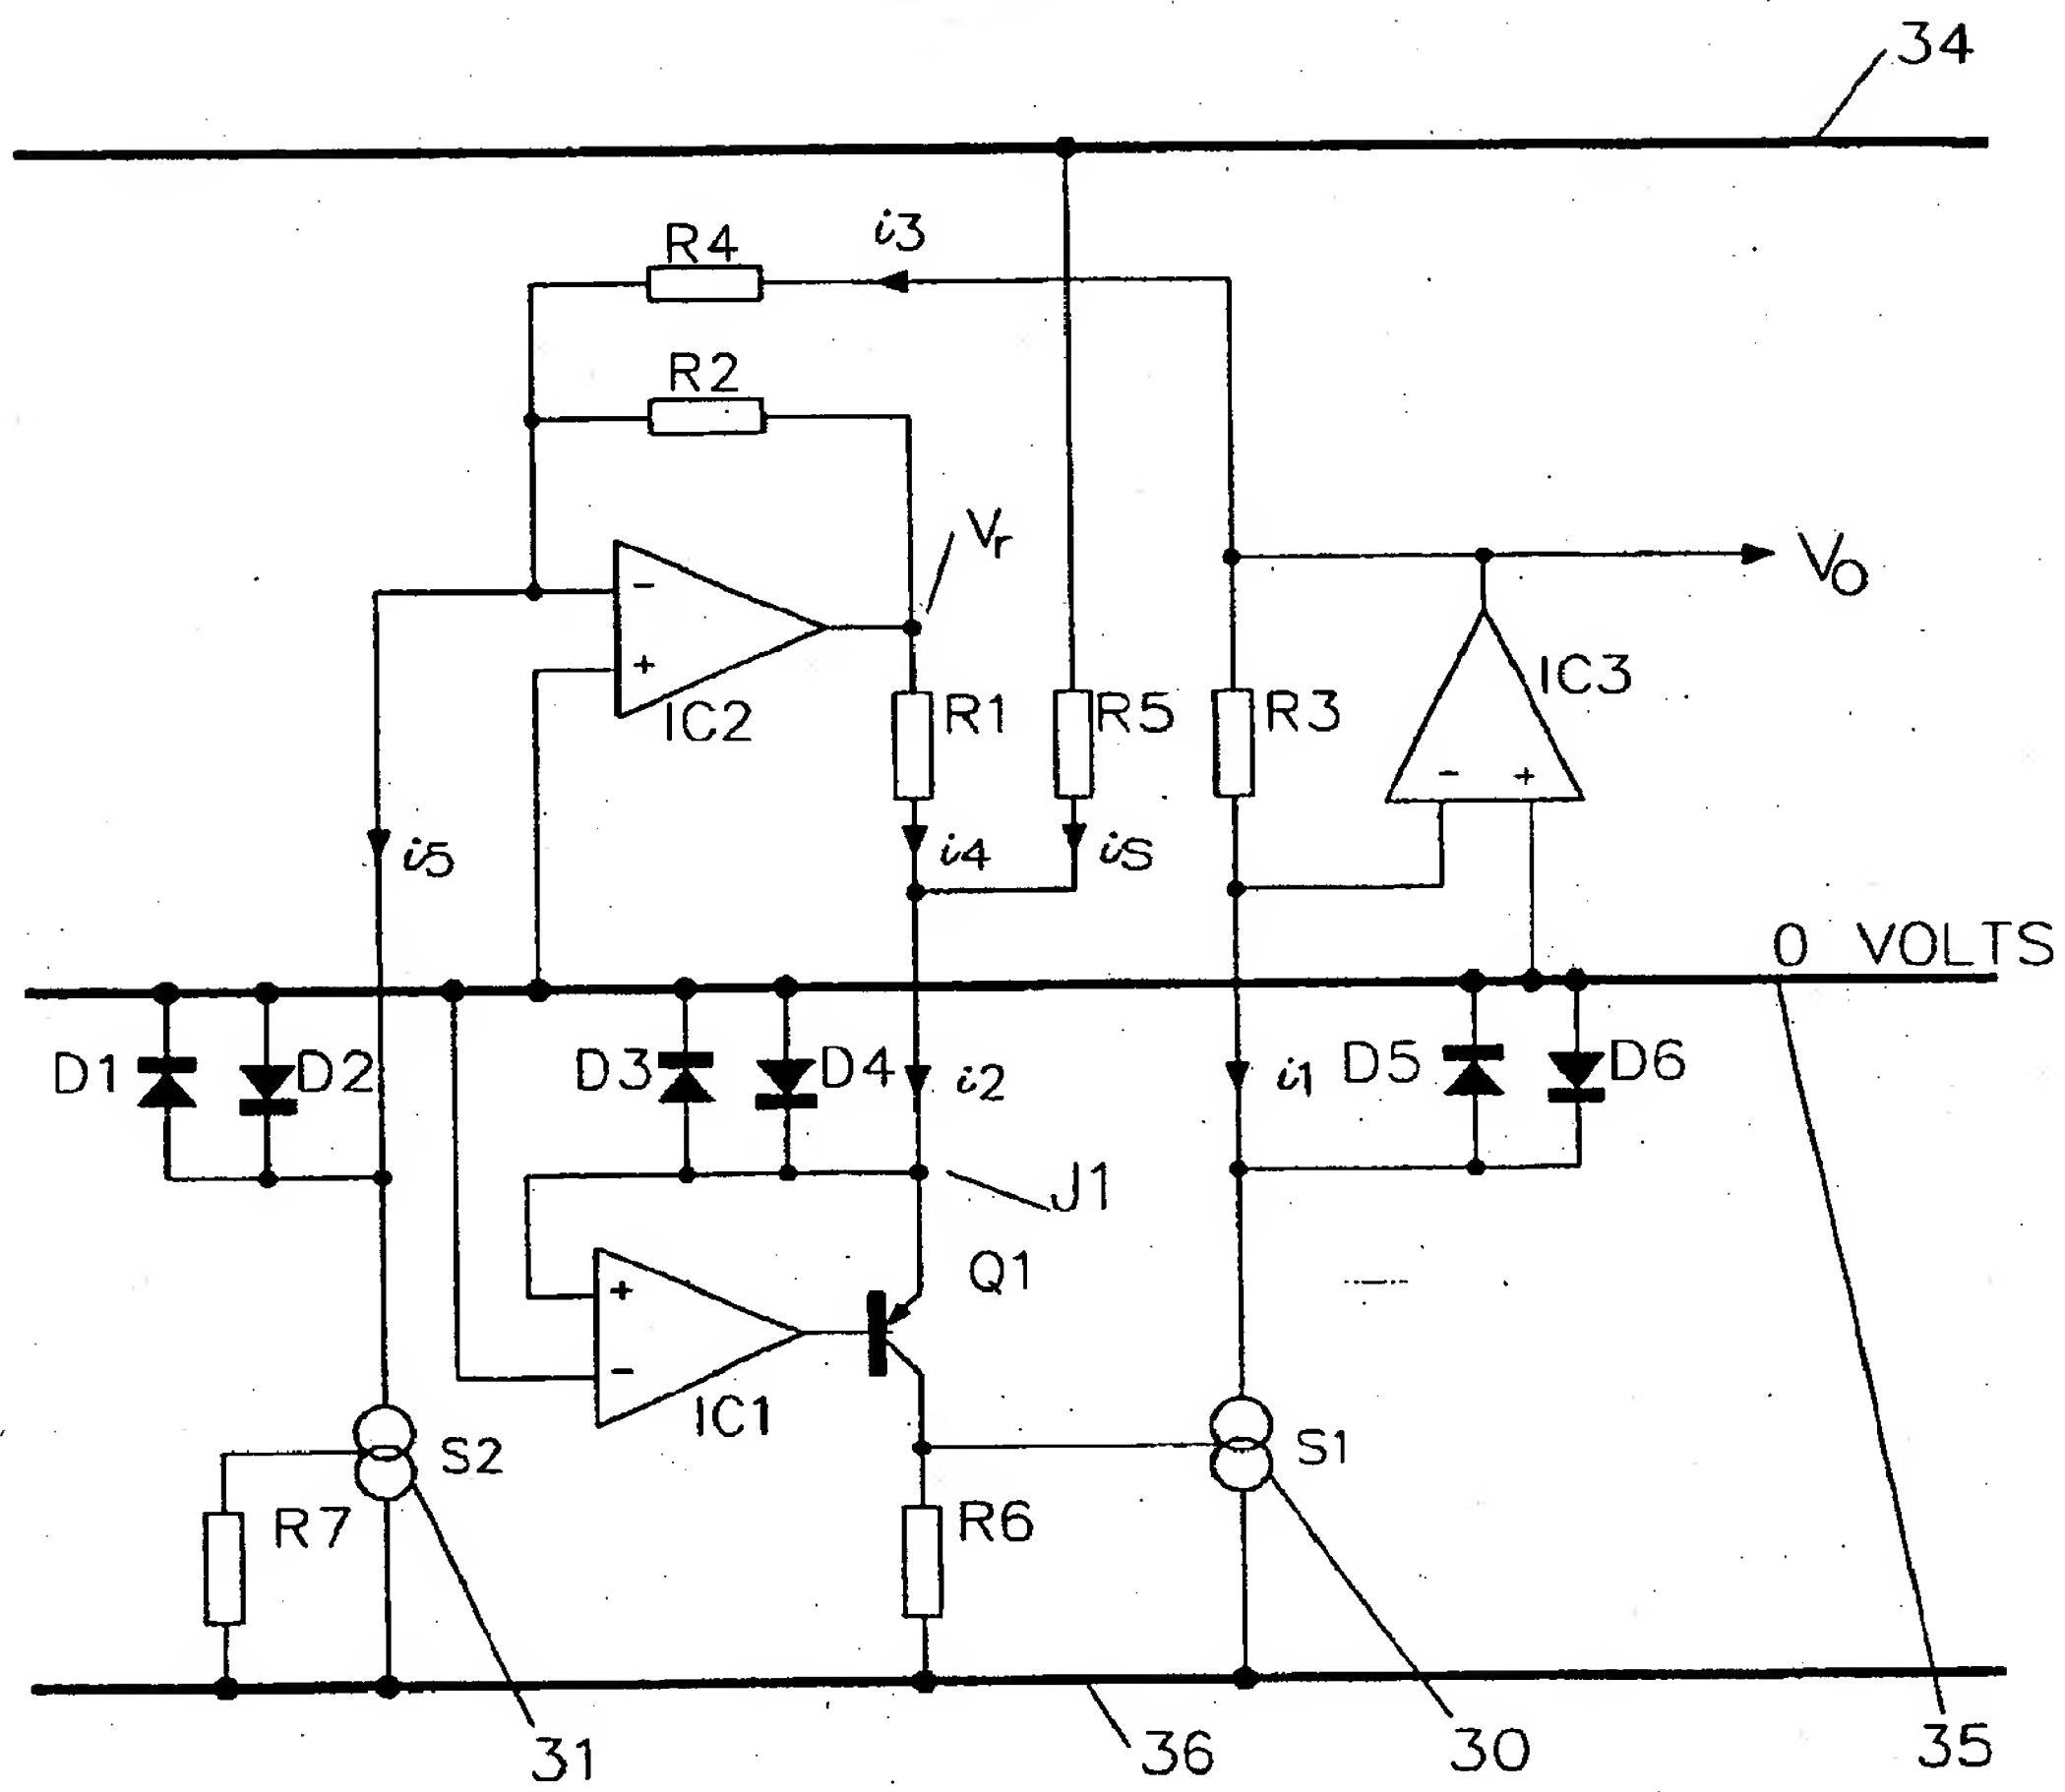 34
R4
i3
R2
Vr
VO
-
+
IC2
R1
R5
R3
IC3
-
+
i5
i4
iS
0 VOLTS
D1
D2
D3
D4
i2
i1
D5
D6
J1
Q1
+
-
IC1
S2
S1
R7
R6
31
36
30
35